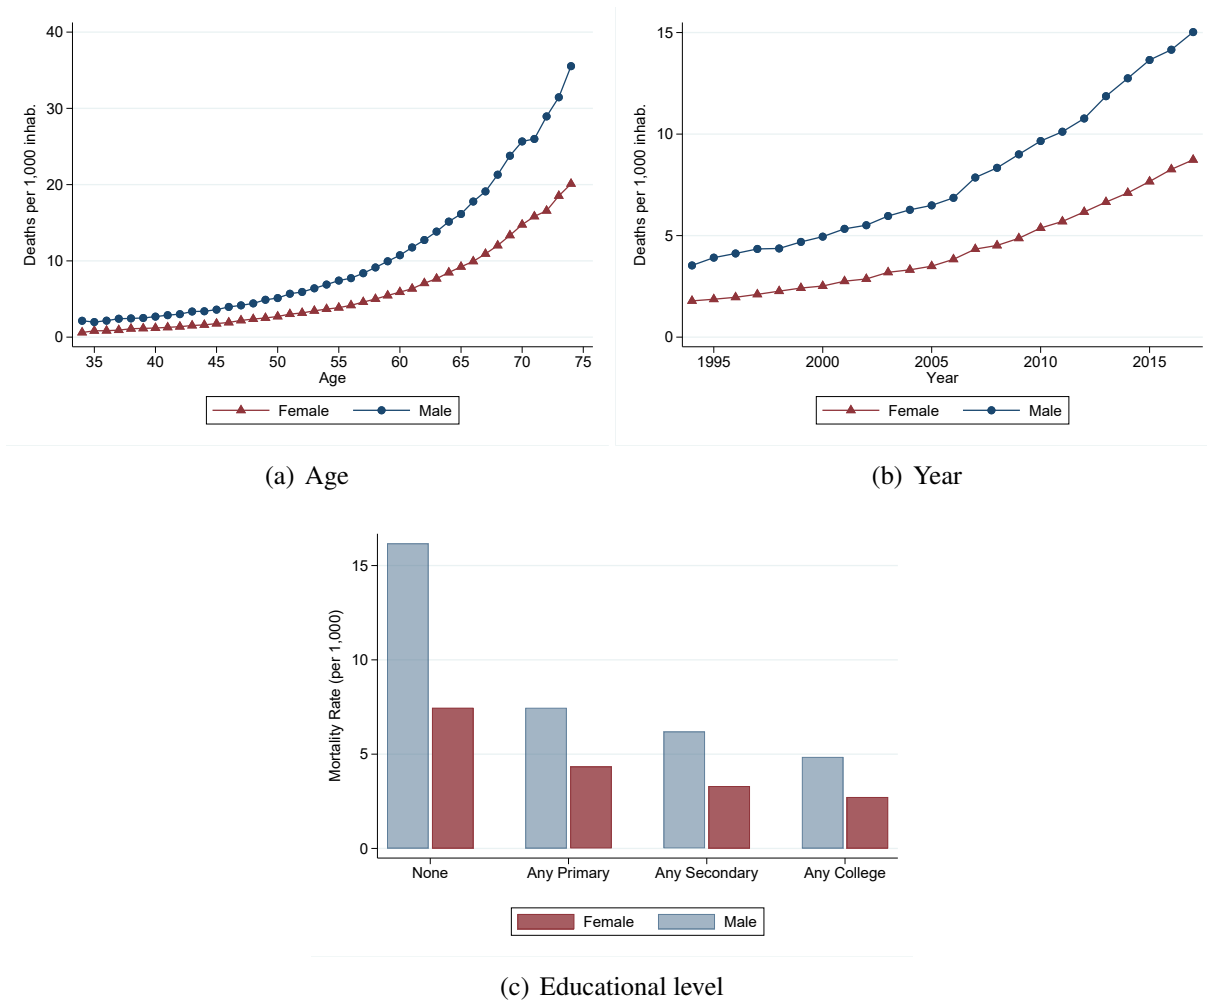 40
30
20
10
0
Deaths per 1,000 inhab.
35 40 45 50 55 60 65 70 75
Age
Female Male
(a) Age
15
10
5
0
Deaths per 1,000 inhab.
1995 2000 2005 2010 2015
Year
Female Male
(b) Year
15
10
5
0
Mortality Rate (per 1,000)
None Any Primary Any Secondary Any College
Female Male
(c) Educational level